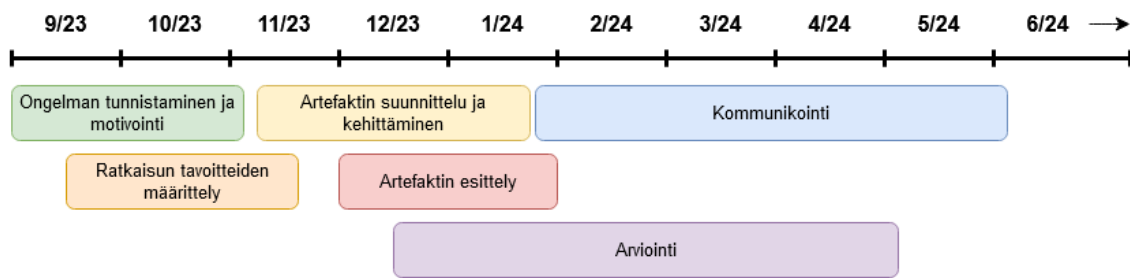 9/23 10/23 11/23 12/23 1/24 2/24 3/24 4/24 5/24 6/24
Ongelman tunnistaminen ja
motivointi
Artefaktin suunnittelu ja
kehittäminen
Kommunikointi
Ratkaisun tavoitteiden
määrittely
Artefaktin esittely
Arviointi